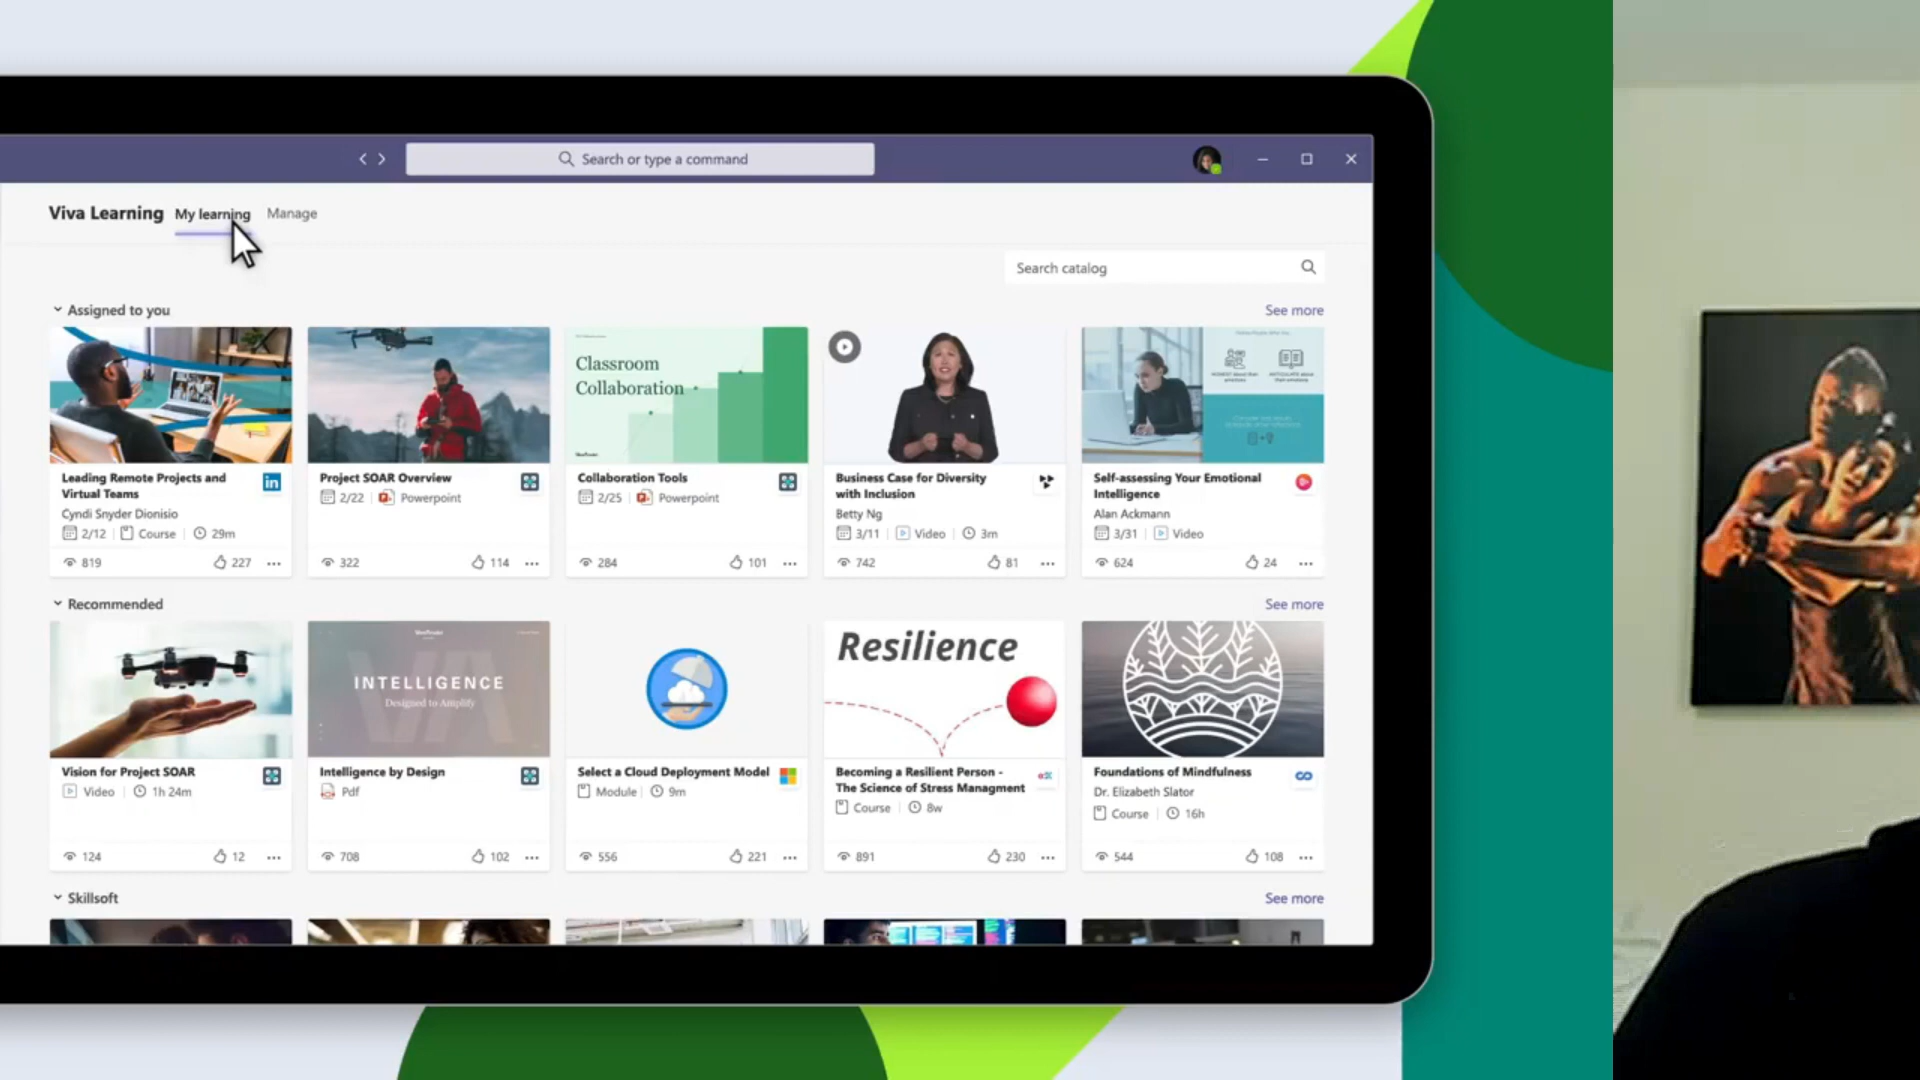 Search or type a command
Viva Learning My learning Manage
Search catalog
Assigned to you See more
Classroom
Collaboration
Leading Remote Projects and
Virtual Teams
in
Cyndi Snyder Dionisio
2/12 Course 29m
819 227
Project SOAR Overview
2/22 Powerpoint
322 114
Collaboration Tools
2/25 Powerpoint
284 101
Business Case for Diversity
with Inclusion
Betty Ng
3/11 Video 3m
742 81
Self-assessing Your Emotional
Intelligence
Alan Ackmann
3/31 Video
624 24
Recommended See more
Vision for Project SOAR
Video 1h 24m
124 12
INTELLIGENCE
Designed to Amplify
Intelligence by Design
Pdf
708 102
Select a Cloud Deployment Model
Module 9m
556 221
Resilience
Becoming a Resilient Person -
The Science of Stress Managment
Course 8w
891 230
Foundations of Mindfulness
Dr. Elizabeth Slator
Course 16h
544 108
Skillsoft See more